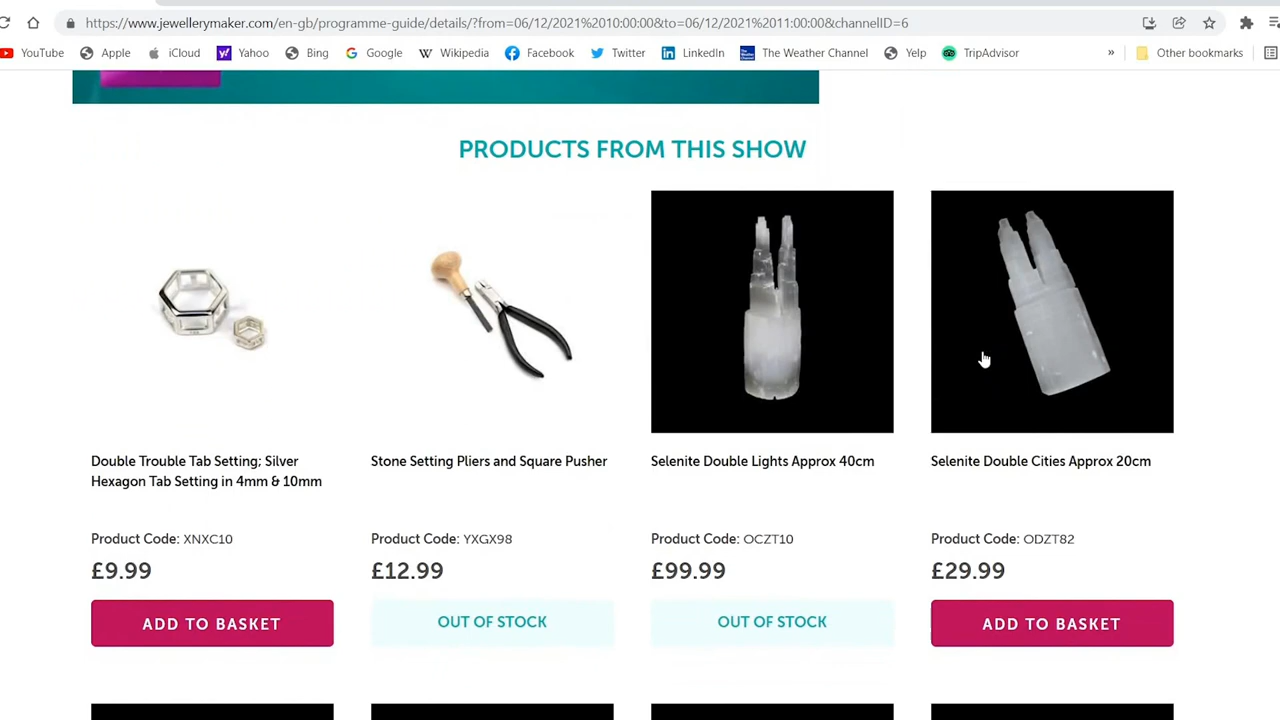 https://www.jewellerymaker.com/en-gb/programme-guide/details/?from=06/12/2021%2010:00:00&to=06/12/2021%2011:00:00&channelID=6
YouTube Apple iCloud Yahoo Bing Google Wikipedia Facebook Twitter LinkedIn The Weather Channel Yelp TripAdvisor » Other bookmarks
PRODUCTS FROM THIS SHOW
Double Trouble Tab Setting; Silver
Hexagon Tab Setting in 4mm & 10mm
Product Code: XNXC10
£9.99
ADD TO BASKET
Stone Setting Pliers and Square Pusher
Product Code: YXGX98
£12.99
OUT OF STOCK
Selenite Double Lights Approx 40cm
Product Code: OCZT10
£99.99
OUT OF STOCK
Selenite Double Cities Approx 20cm
Product Code: ODZT82
£29.99
ADD TO BASKET